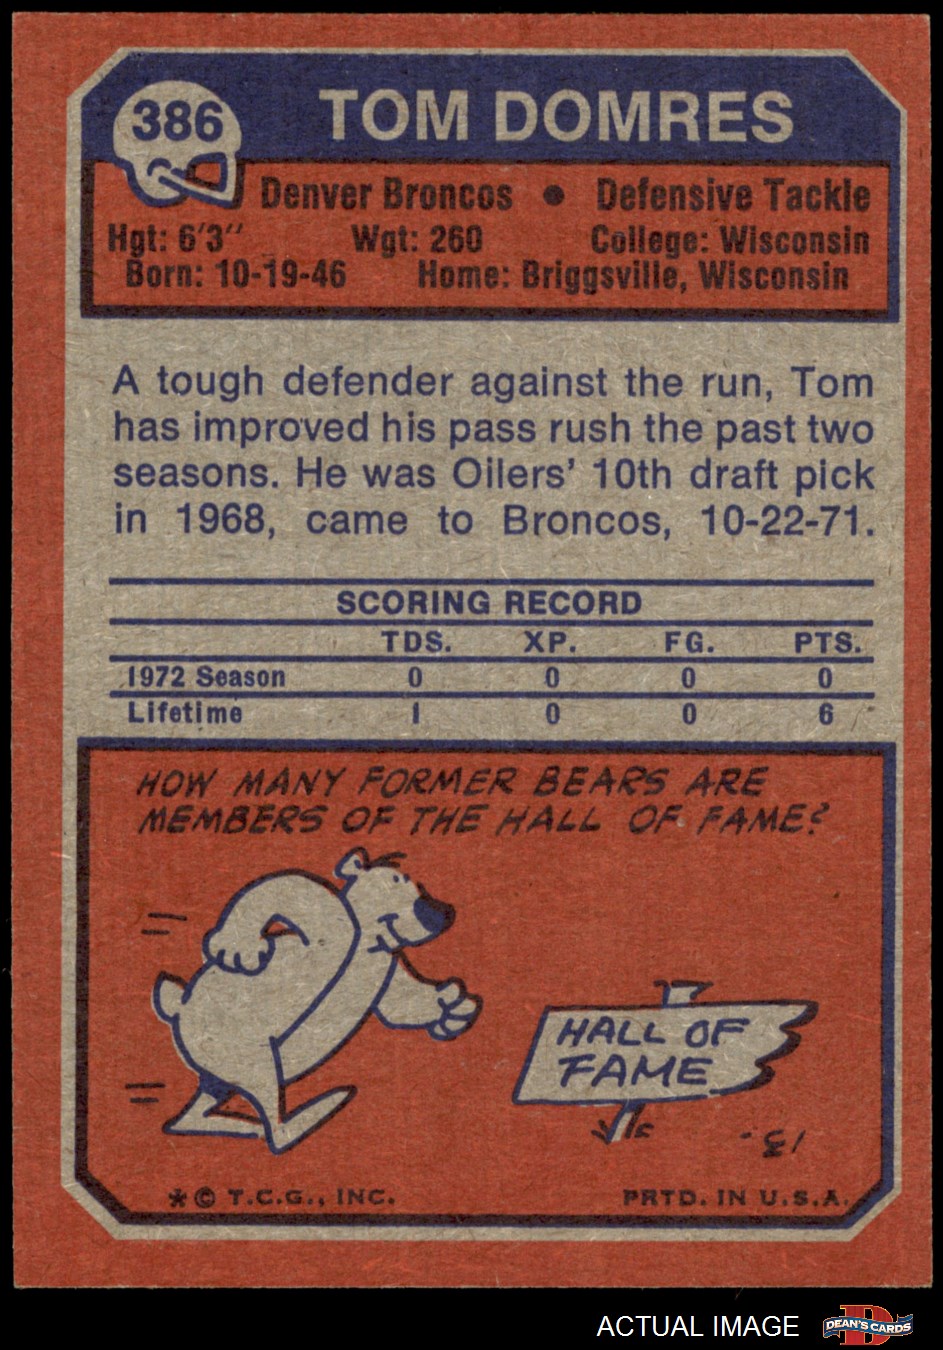 386
TOM DOMRES
Denver Broncos • Defensive Tackle
Hgt: 6'3" Wgt: 260 College: Wisconsin
Born: 10-19-46 Home: Briggsville, Wisconsin
A tough defender against the run, Tom
has improved his pass rush the past two
seasons. He was Oilers' 10th draft pick
in 1968, came to Broncos, 10-22-71.
SCORING RECORD
TDS. XP. FG. PTS.
1972 Season 0 0 0 0
Lifetime 1 0 0 6
HOW MANY FORMER BEARS ARE
MEMBERS OF THE HALL OF FAME?
HALL OF
FAME
13.
* © T.C.G., INC. PRTD. IN U.S.A.
ACTUAL IMAGE
D
DEAN'S CARDS